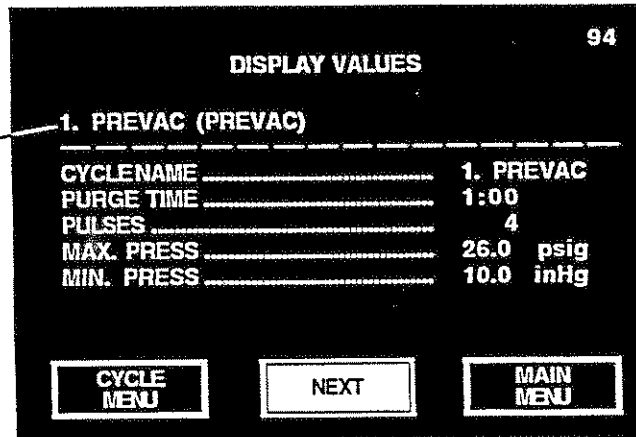 94
DISPLAY VALUES
1. PREVAC (PREVAC)
CYCLENAME ........................ 1. PREVAC
PURGE TIME ........................ 1:00
PULSES ........................ 4
MAX. PRESS ........................ 26.0 psig
MIN. PRESS ........................ 10.0 inHg
CYCLE MENU
NEXT
MAIN MENU